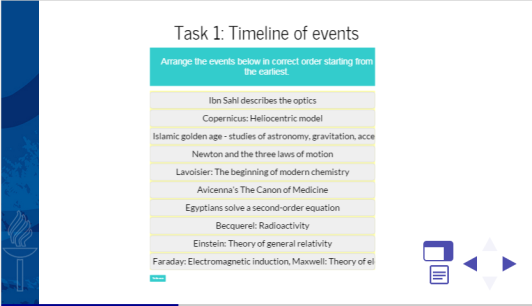 Task 1: Timeline of events
Arrange the events below in correct order starting from
the earliest.
Ibn Sahl describes the optics
Copernicus: Heliocentric model
Islamic golden age - studies of astronomy, gravitation, acce
Newton and the three laws of motion
Lavoisier: The beginning of modern chemistry
Avicenna's The Canon of Medicine
Egyptians solve a second-order equation
Becquerel: Radioactivity
Einstein: Theory of general relativity
Faraday: Electromagnetic induction, Maxwell: Theory of el